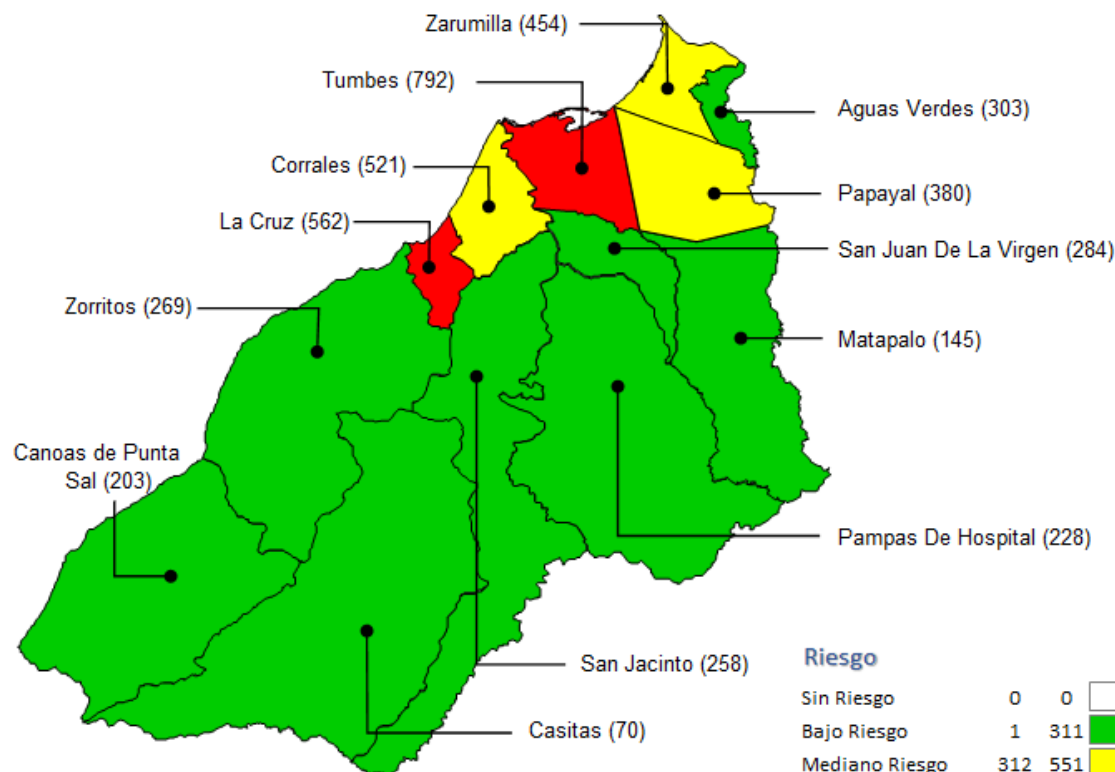 Zarumilla (454)
Tumbes (792)
Aguas Verdes (303)
Corrales (521)
Papayal (380)
La Cruz (562)
San Juan De La Virgen (284)
Zorritos (269)
Matapalo (145)
Canoas de Punta
Sal (203)
Pampas De Hospital (228)
San Jacinto (258)
Casitas (70)
Riesgo
Sin Riesgo 0 0
Bajo Riesgo 1 311
Mediano Riesgo 312 551